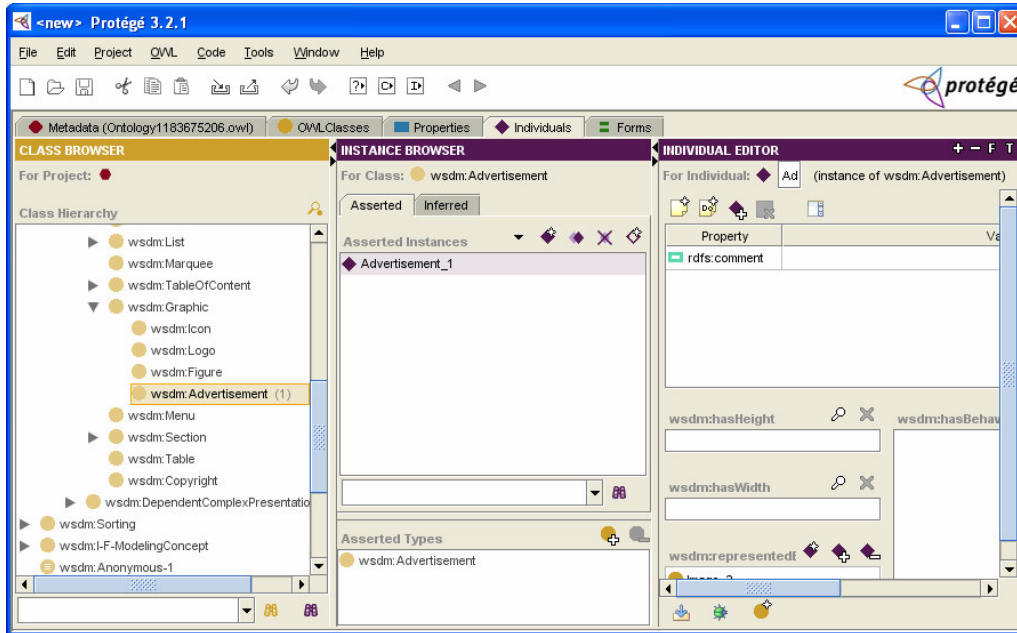 <new> Protégé 3.2.1
File Edit Project OWL Code Tools Window Help
protégé
Metadata (Ontology1183675206.owl) OWLClasses Properties Individuals Forms
CLASS BROWSER
For Project:
Class Hierarchy
wsdm:List
wsdm:Marquee
wsdm:TableOfContent
wsdm:Graphic
wsdm:Icon
wsdm:Logo
wsdm:Figure
wsdm:Advertisement (1)
wsdm:Menu
wsdm:Section
wsdm:Table
wsdm:Copyright
wsdm:DependentComplexPresentatio
wsdm:Sorting
wsdm:I-F-ModelingConcept
wsdm:Anonymous-1
INSTANCE BROWSER
For Class: wsdm:Advertisement
Asserted Inferred
Asserted Instances
Advertisement_1
Asserted Types
wsdm:Advertisement
INDIVIDUAL EDITOR + − F T
For Individual: Ad (instance of wsdm:Advertisement)
Property Va
rdfs:comment
wsdm:hasHeight wsdm:hasBehav
wsdm:hasWidth
wsdm:representedB